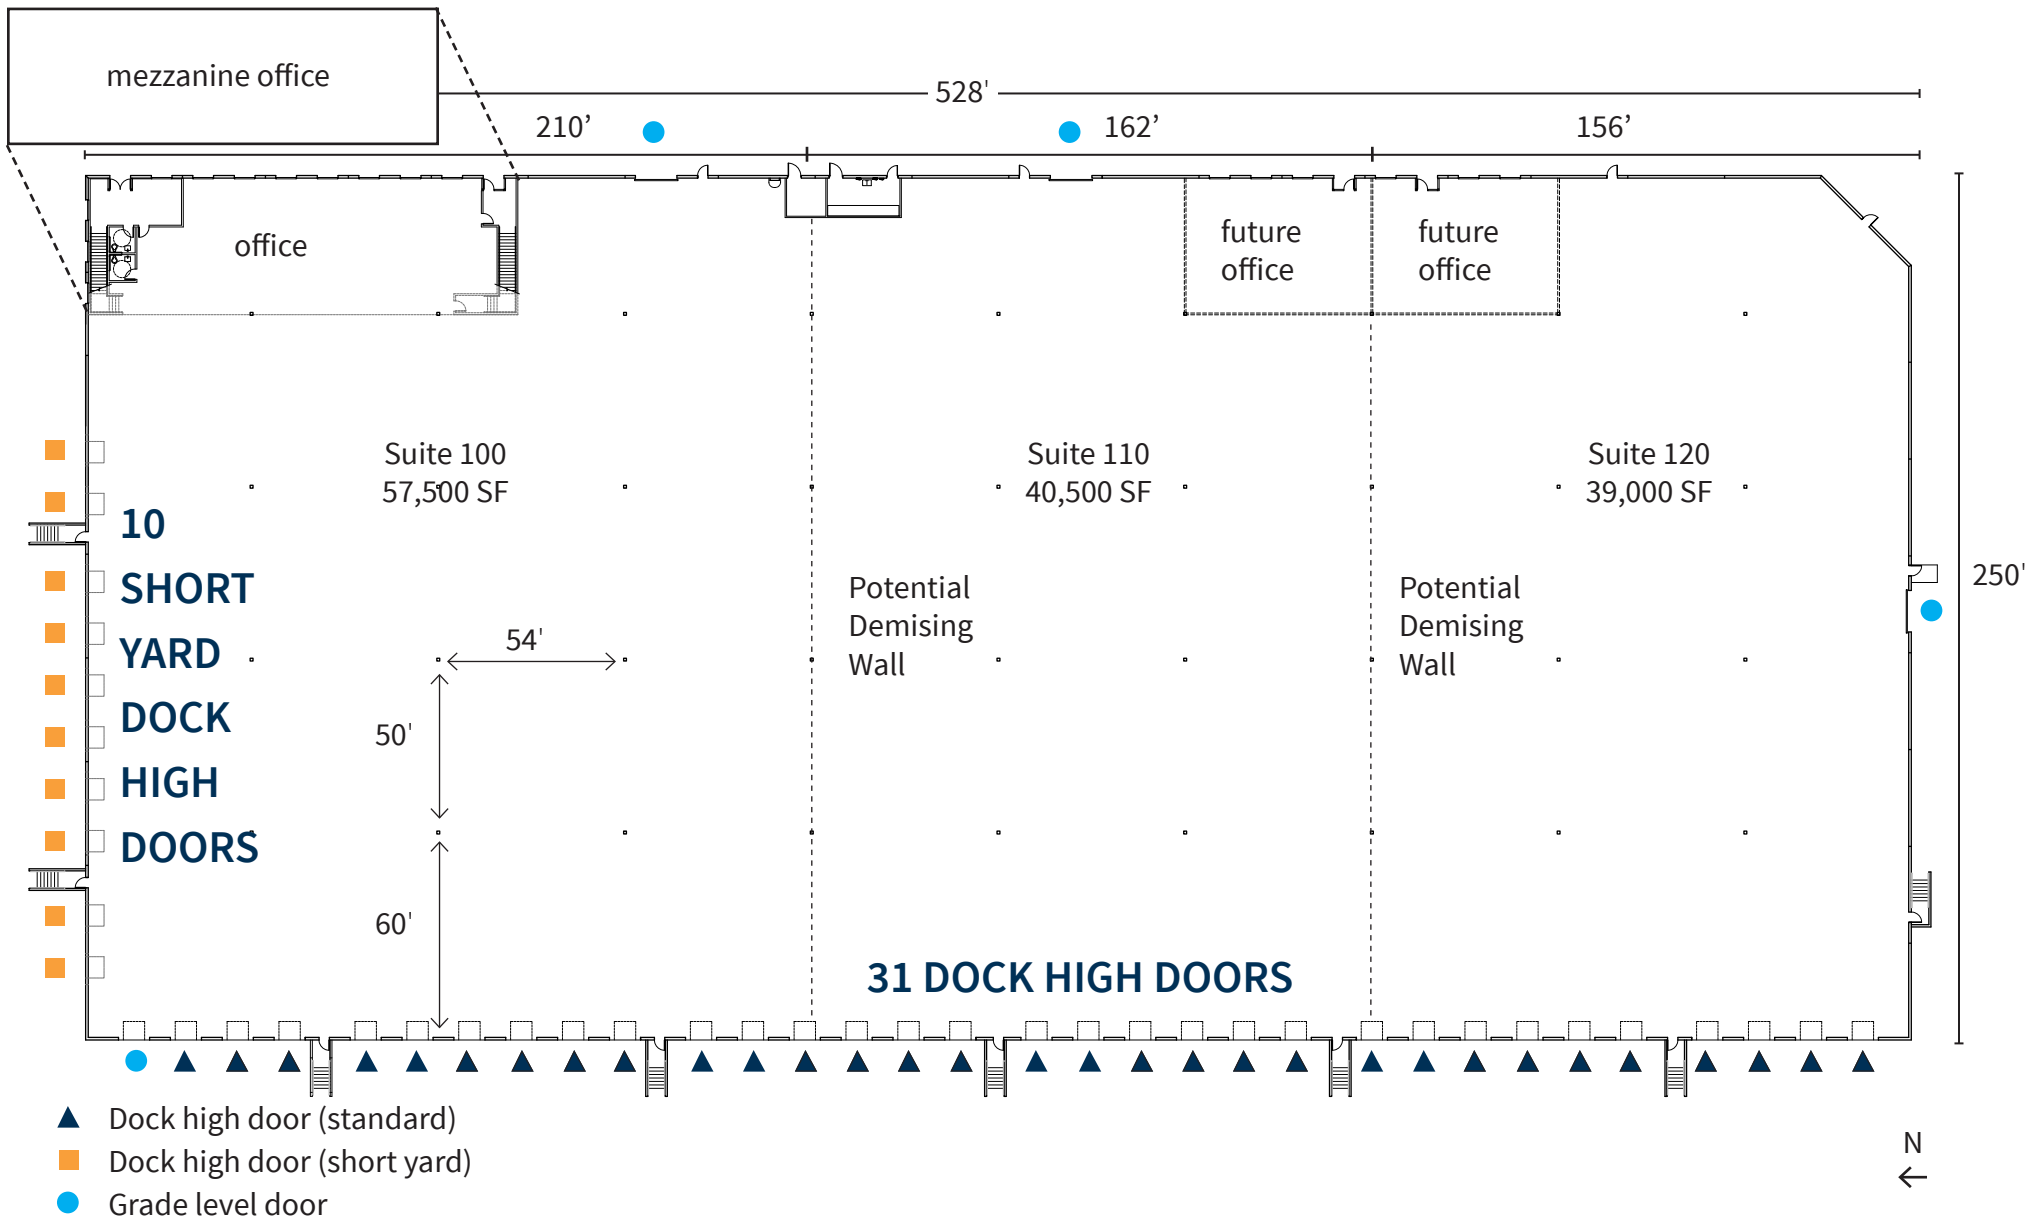 mezzanine office
528'
210’
162’
156’
office
future
office
future
office
Suite 100
57,500 SF
Suite 110
40,500 SF
Suite 120
39,000 SF
10
SHORT
YARD
DOCK
HIGH
DOORS
54'
50'
60'
Potential
Demising
Wall
Potential
Demising
Wall
250'
31 DOCK HIGH DOORS
Dock high door (standard)
Dock high door (short yard)
Grade level door
N